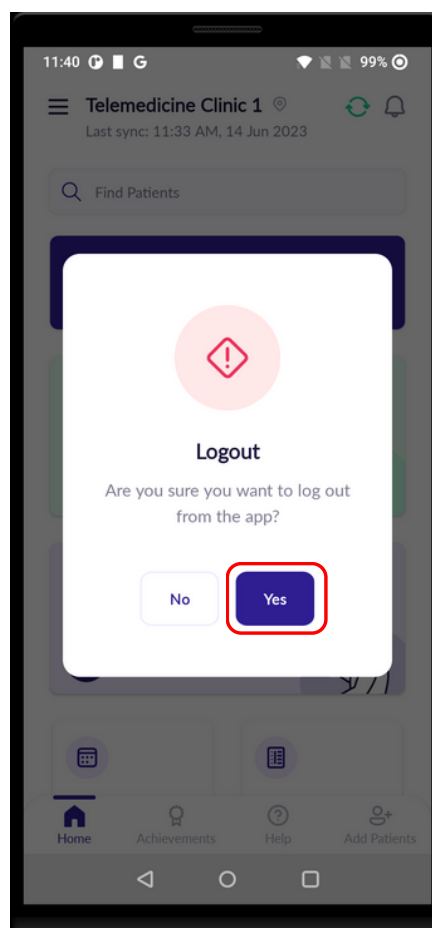 11:40 G 99%
Telemedicine Clinic 1
Last sync: 11:33 AM, 14 Jun 2023
Find Patients
Logout
Are you sure you want to log out
from the app?
No Yes
Home Achievements Help Add Patients